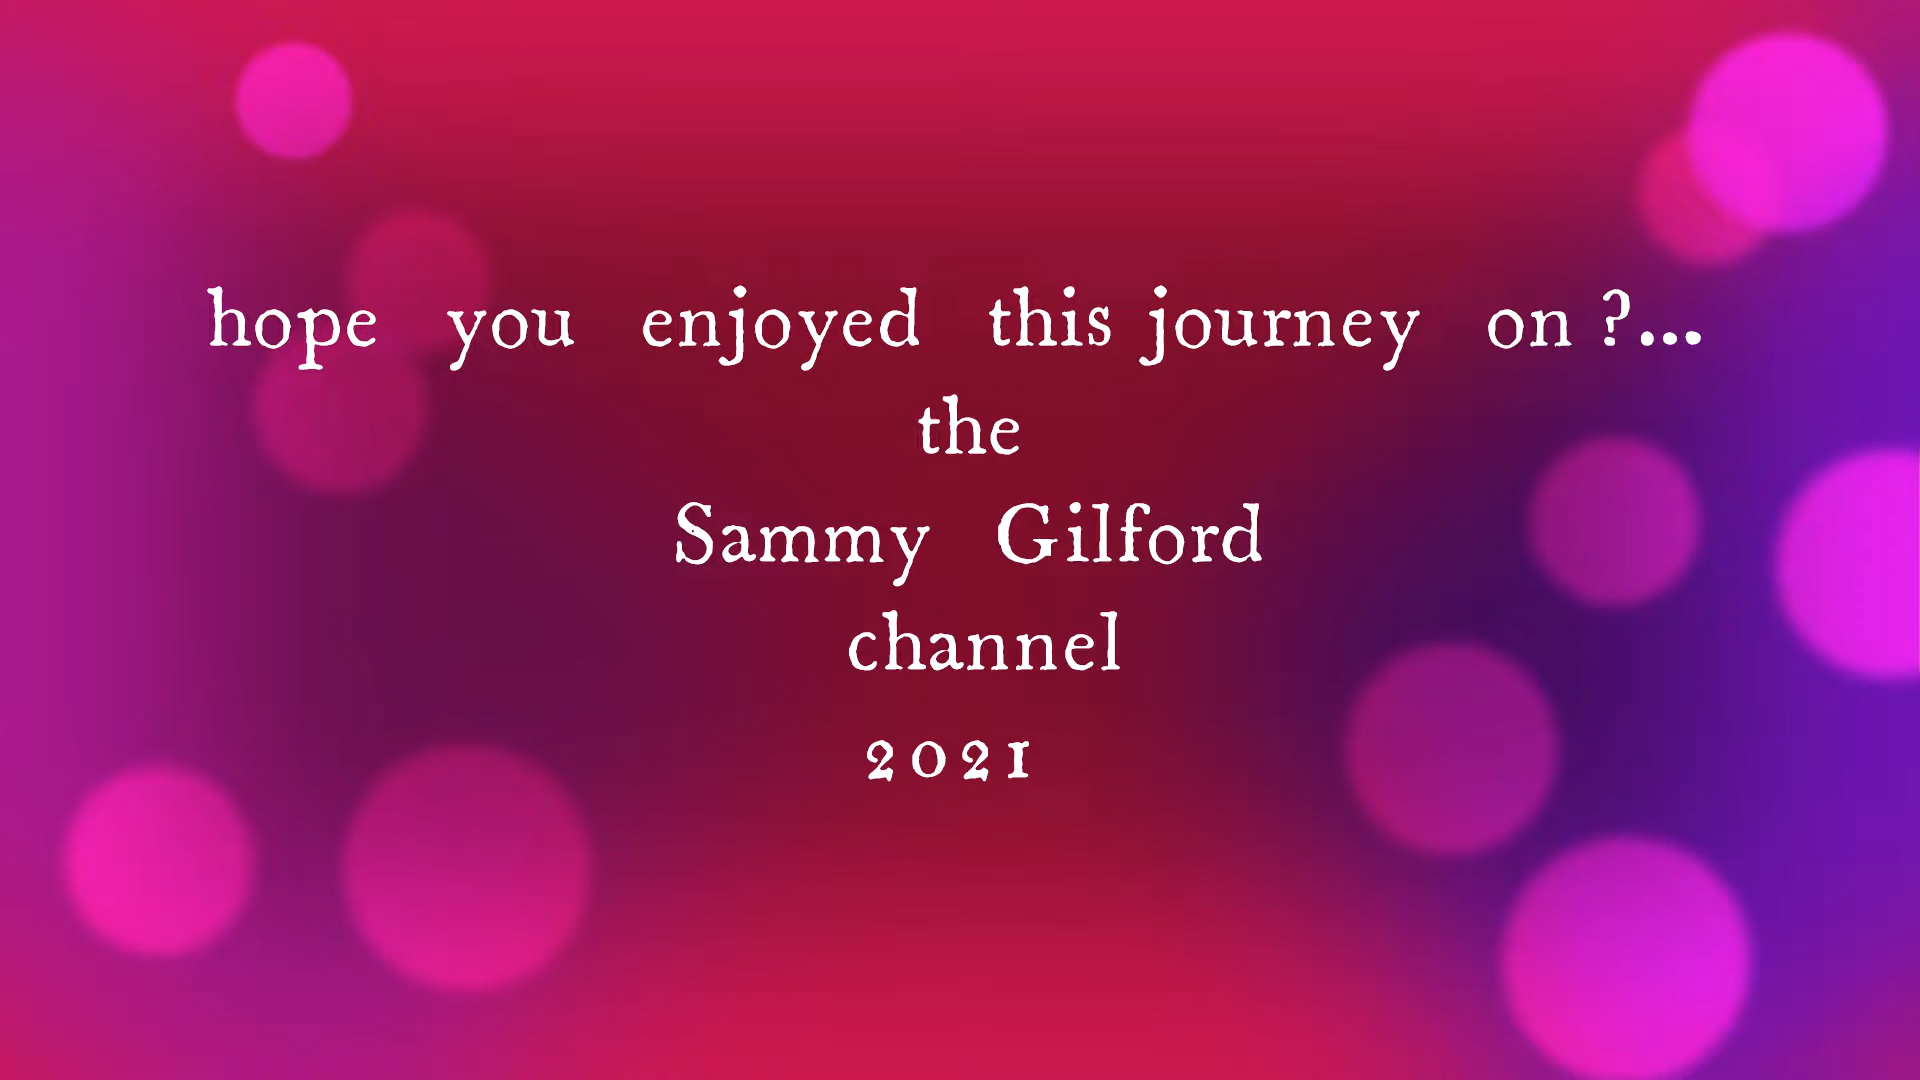 hope you enjoyed this journey on ?...
the
Sammy Gilford
channel
2021